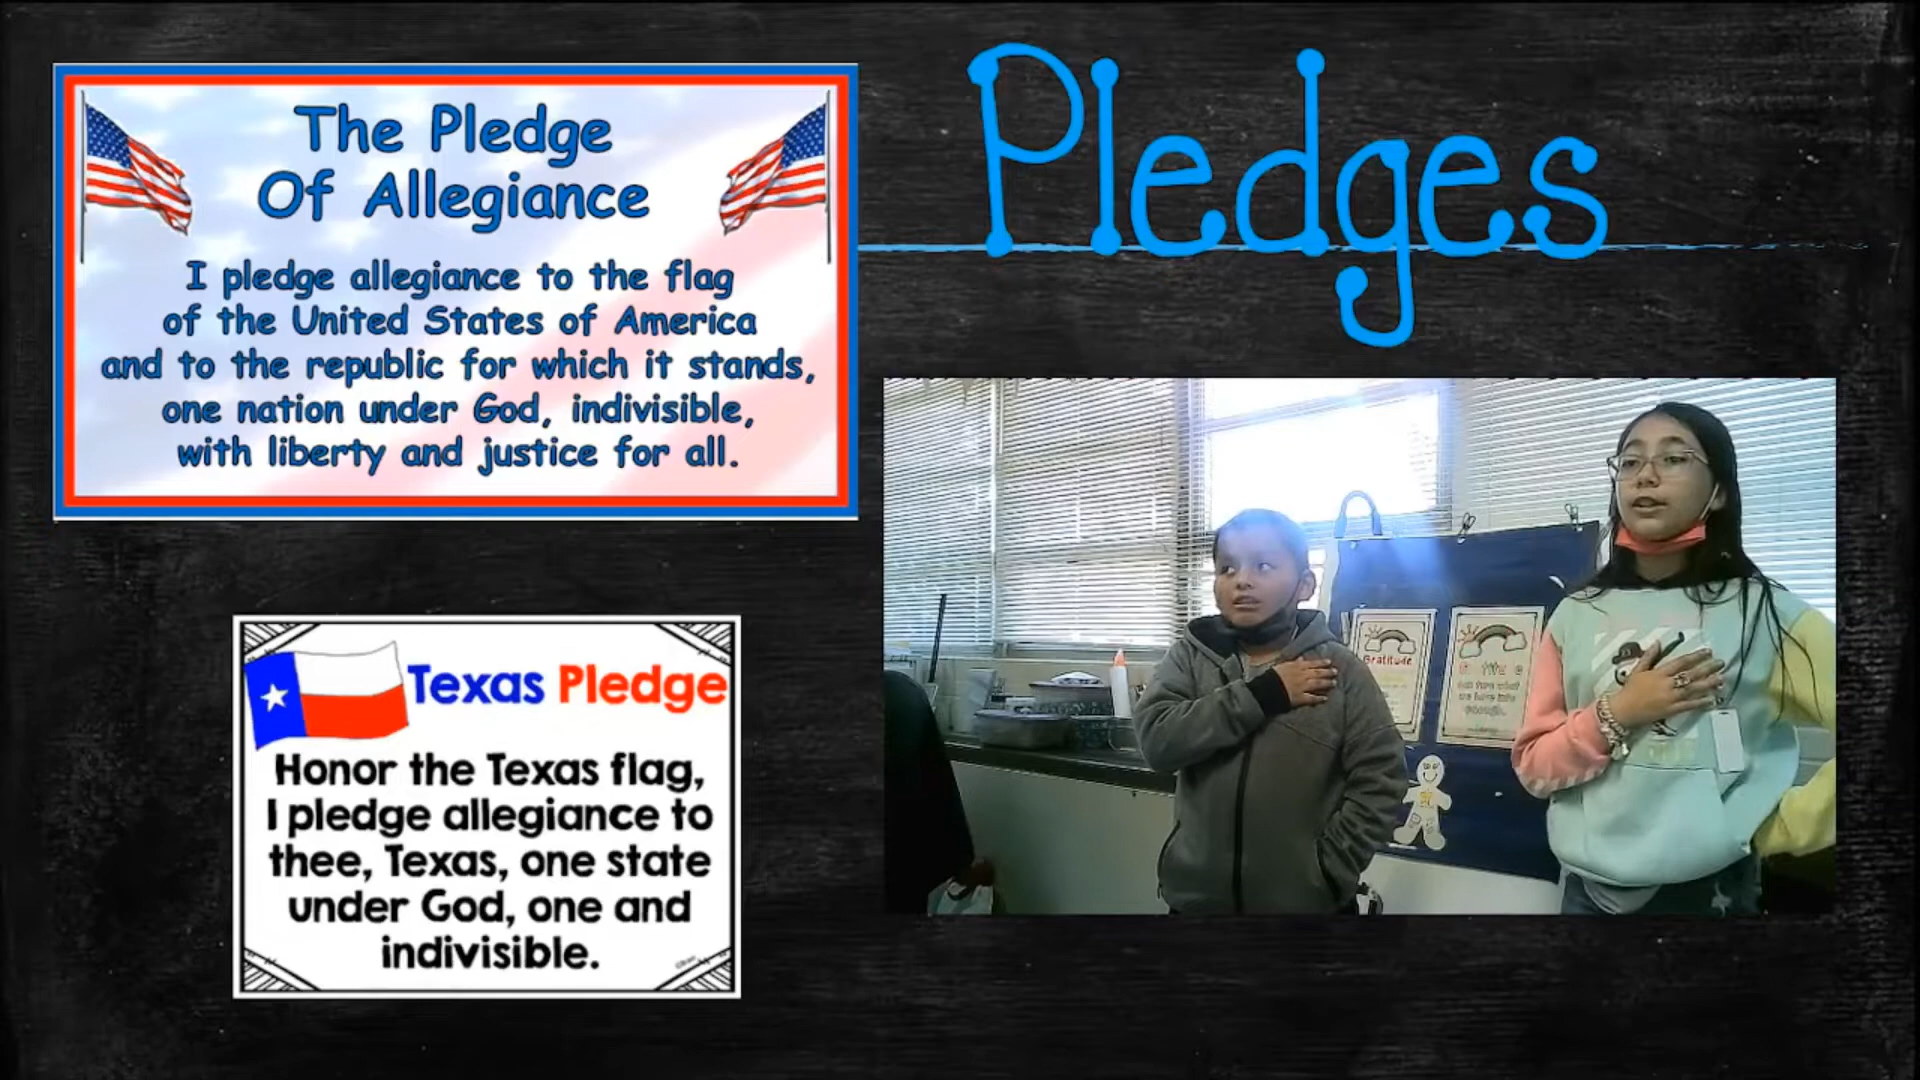 The Pledge
Of Allegiance
I pledge allegiance to the flag
of the United States of America
and to the republic for which it stands,
one nation under God, indivisible,
with liberty and justice for all.
Pledges
Texas Pledge
Honor the Texas flag,
I pledge allegiance to
thee, Texas, one state
under God, one and
indivisible.
Gratitude